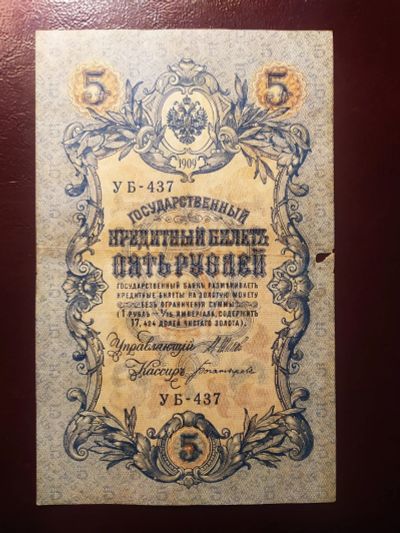 5 5
1909
УБ-437
ГОСУДАРСТВЕННЫЙ
КРЕДИТНЫЙ БИЛЕТЪ
ПЯТЬ РУБЛЕЙ
ГОСУДАРСТВЕННЫЙ БАНКЪ РАЗМѢНИВАЕТЪ
КРЕДИТНЫЕ БИЛЕТЫ НА ЗОЛОТУЮ МОНЕТУ
БЕЗЪ ОГРАНИЧЕНІЯ СУММЫ
(1 РУБЛЬ = 1/15 ИМПЕРІАЛА, СОДЕРЖИТЪ
17,424 ДОЛЕЙ ЧИСТАГО ЗОЛОТА).
Управляющій
Кассиръ
УБ-437
5